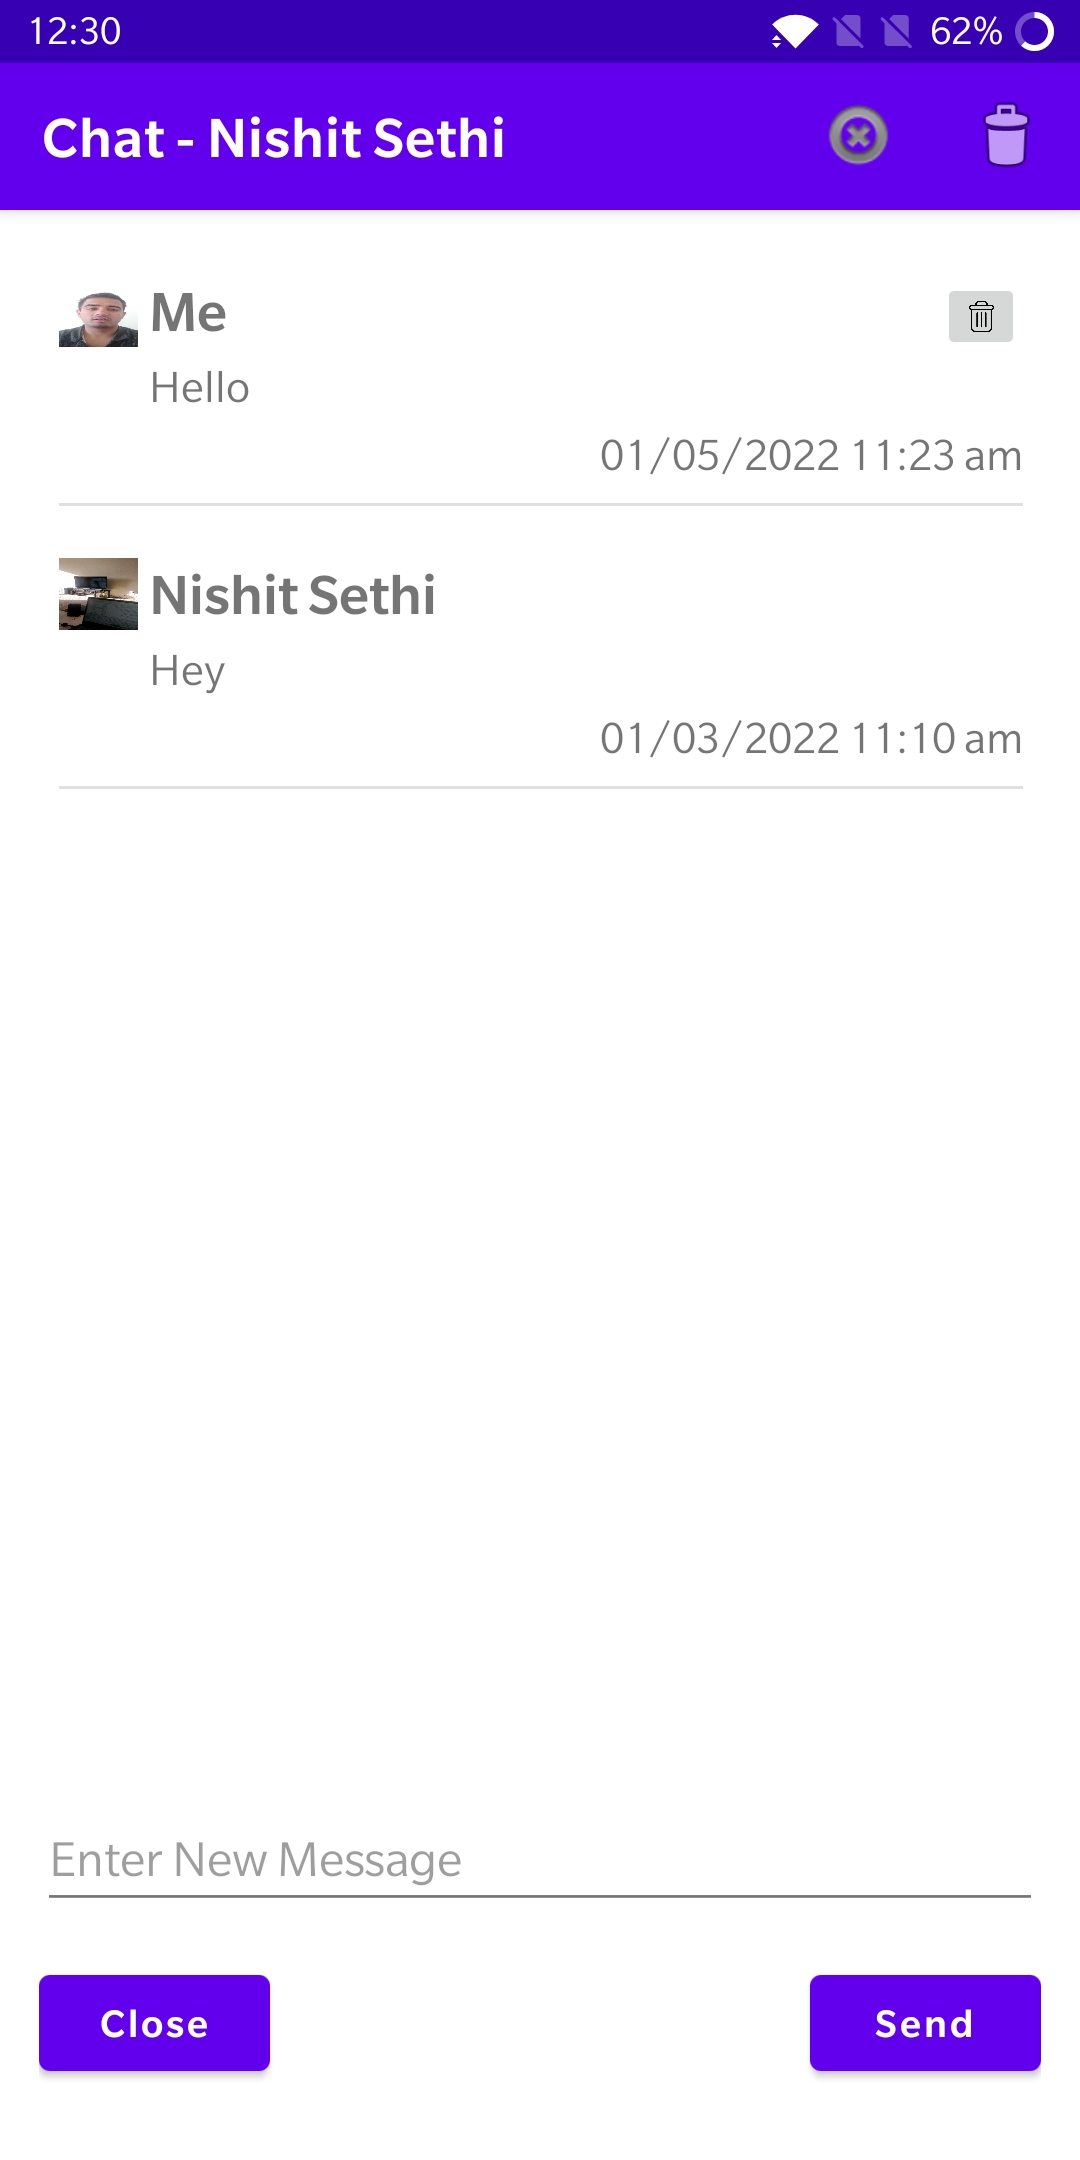 12:30 62%
Chat - Nishit Sethi
Me
Hello
01/05/2022 11:23 am
Nishit Sethi
Hey
01/03/2022 11:10 am
Enter New Message
Close Send